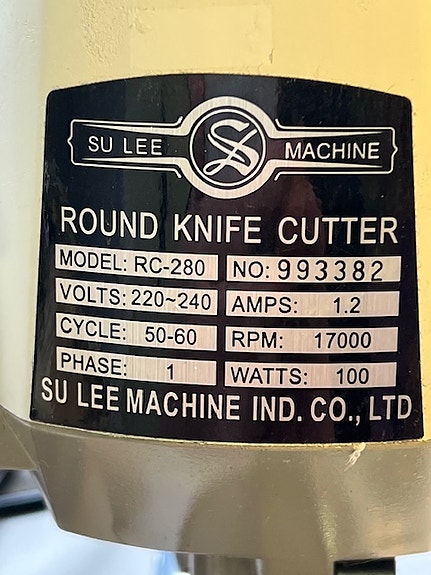 SU LEE S MACHINE
ROUND KNIFE CUTTER
MODEL: RC-280 NO: 993382
VOLTS: 220~240 AMPS: 1.2
CYCLE: 50-60 RPM: 17000
PHASE: 1 WATTS: 100
SU LEE MACHINE IND. CO., LTD